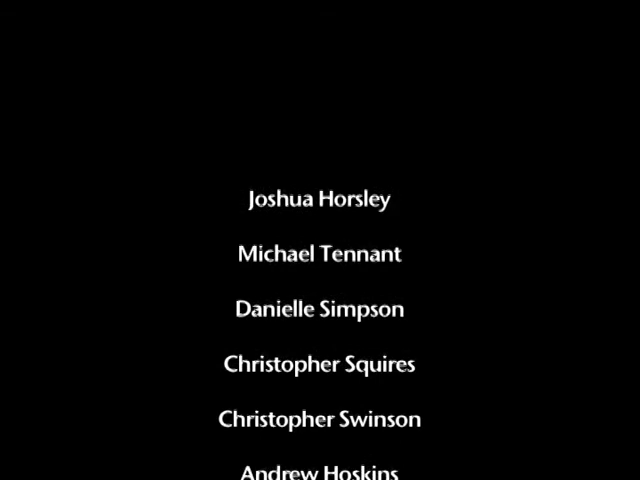 Joshua Horsley
Michael Tennant
Danielle Simpson
Christopher Squires
Christopher Swinson
Andrew Hoskins